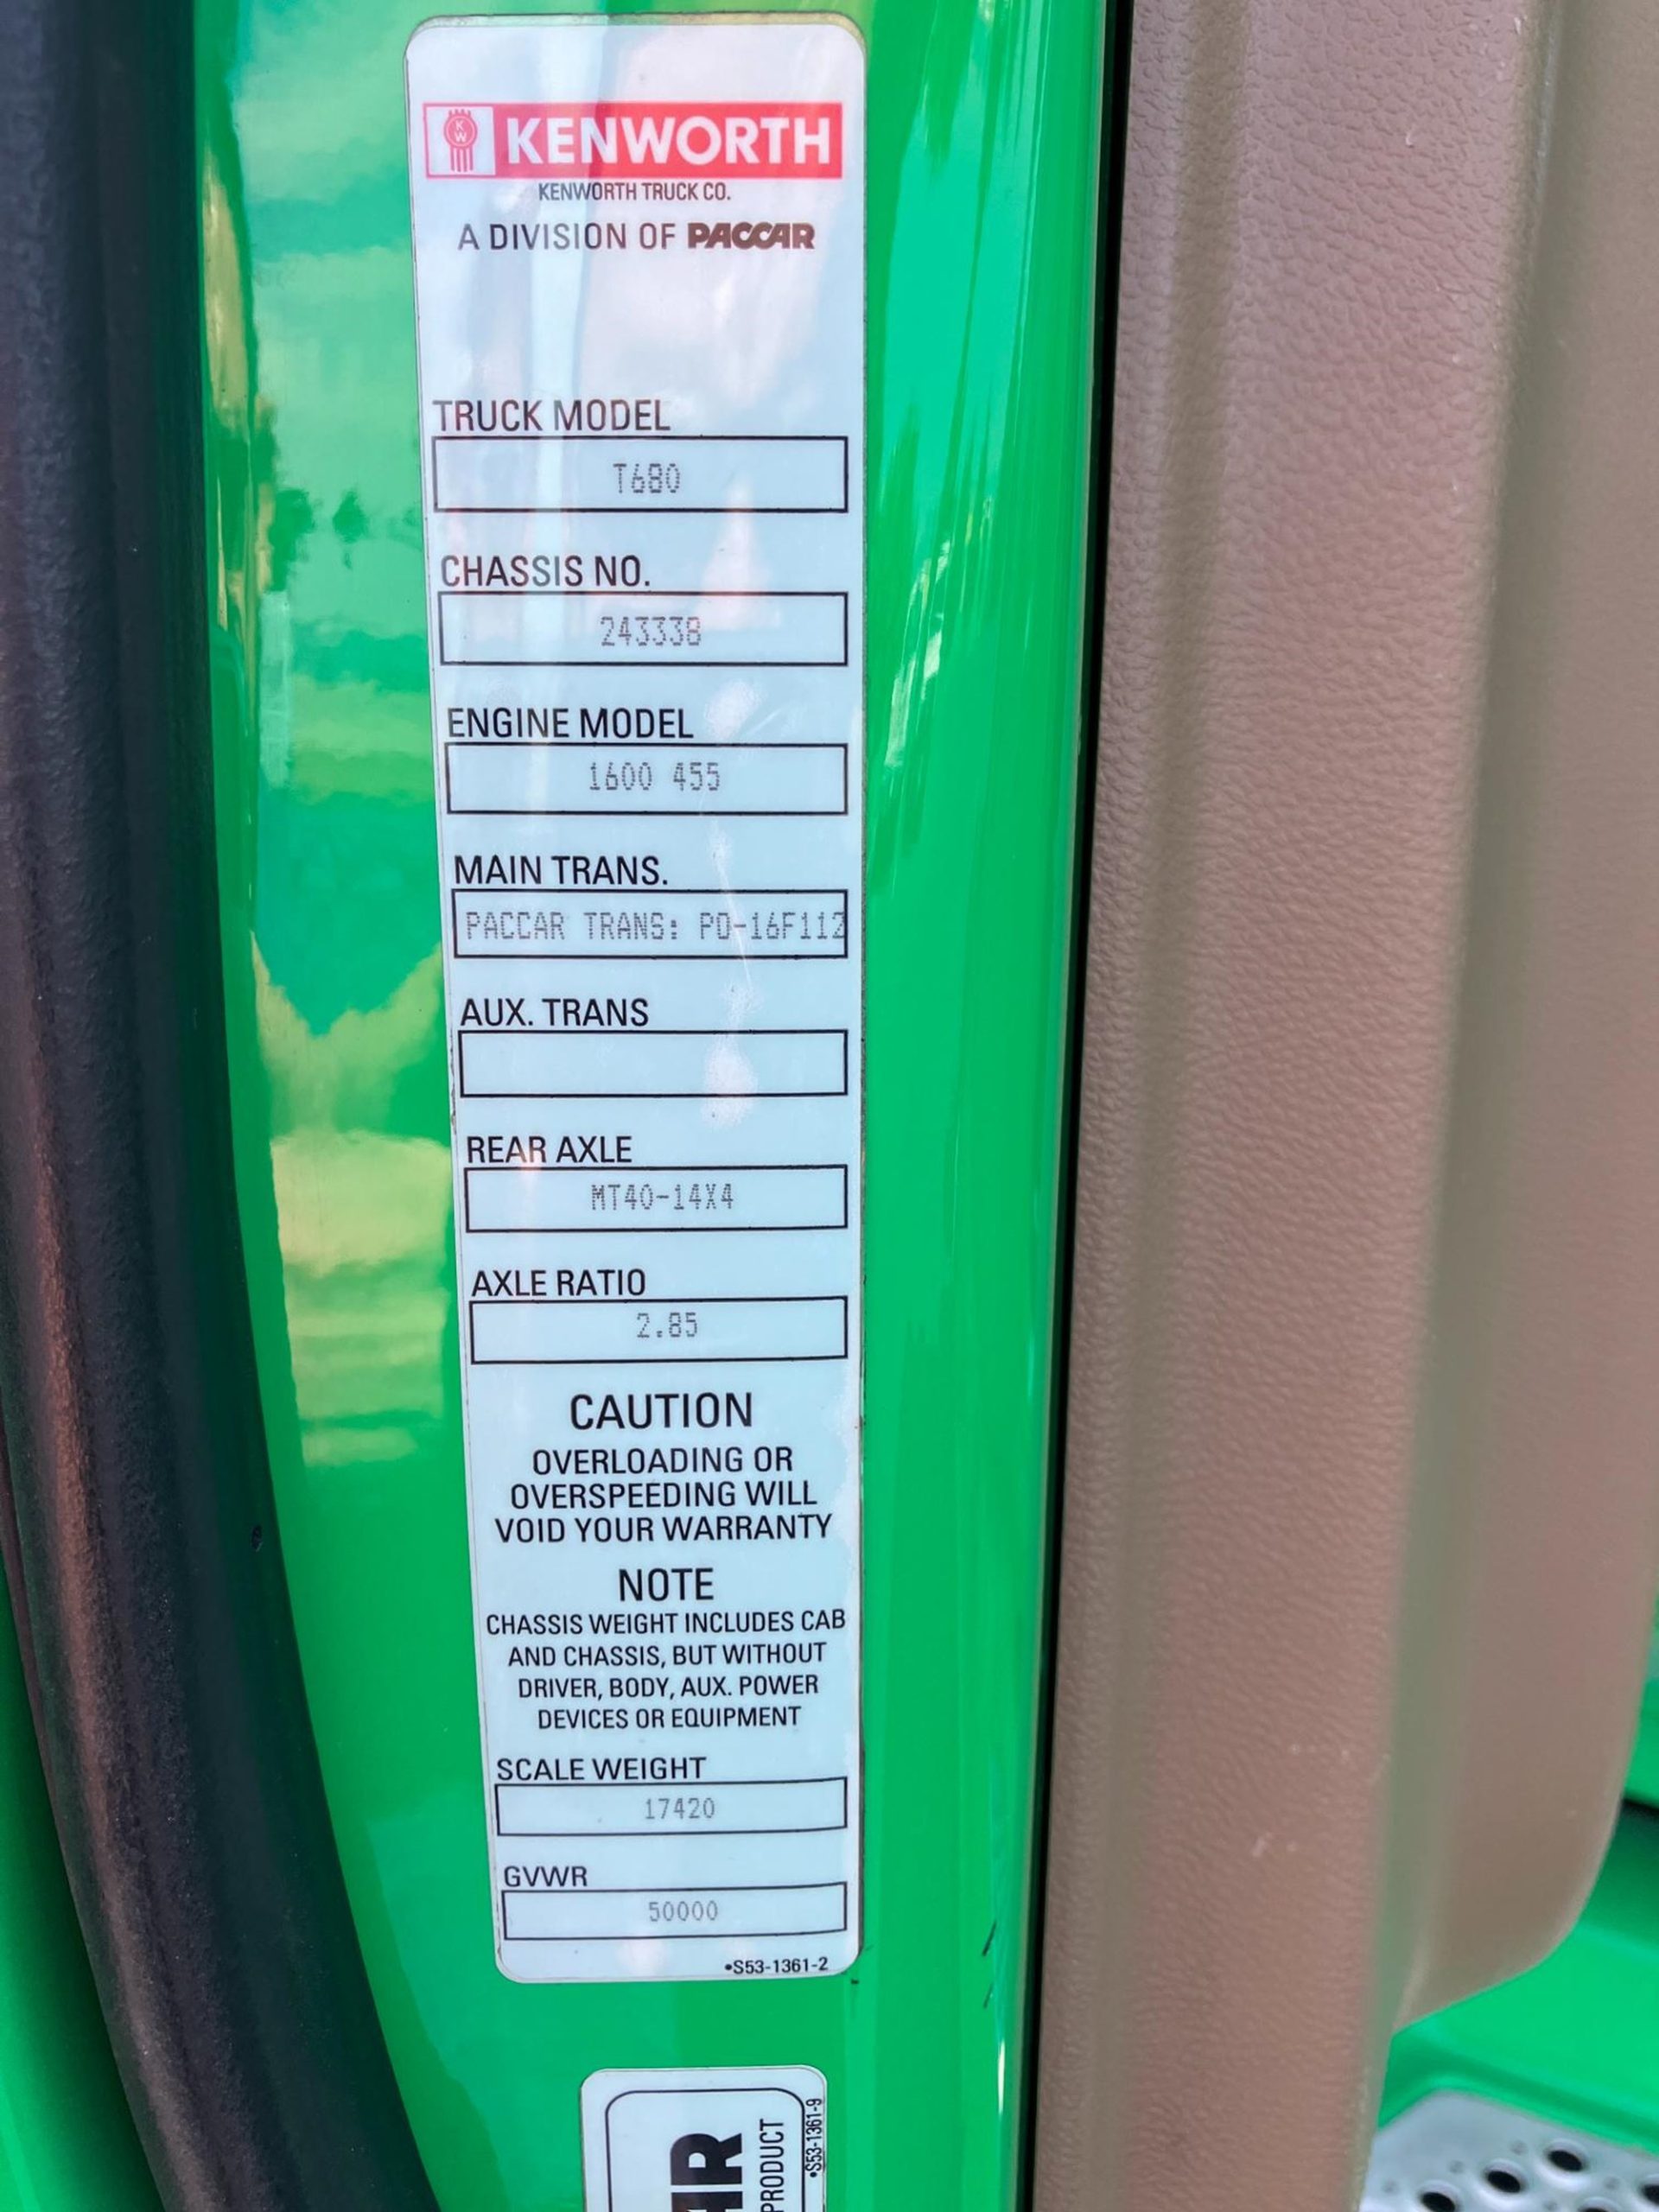 KW KENWORTH
KENWORTH TRUCK CO.
A DIVISION OF PACCAR
TRUCK MODEL
T680
CHASSIS NO.
243338
ENGINE MODEL
1600 455
MAIN TRANS.
PACCAR TRANS: PO-16F112
AUX. TRANS
REAR AXLE
MT40-14X4
AXLE RATIO
2.85
CAUTION
OVERLOADING OR
OVERSPEEDING WILL
VOID YOUR WARRANTY
NOTE
CHASSIS WEIGHT INCLUDES CAB
AND CHASSIS, BUT WITHOUT
DRIVER, BODY, AUX. POWER
DEVICES OR EQUIPMENT
SCALE WEIGHT
17420
GVWR
50000
•S53-1361-2
AR
PRODUCT
•S53-1361-9